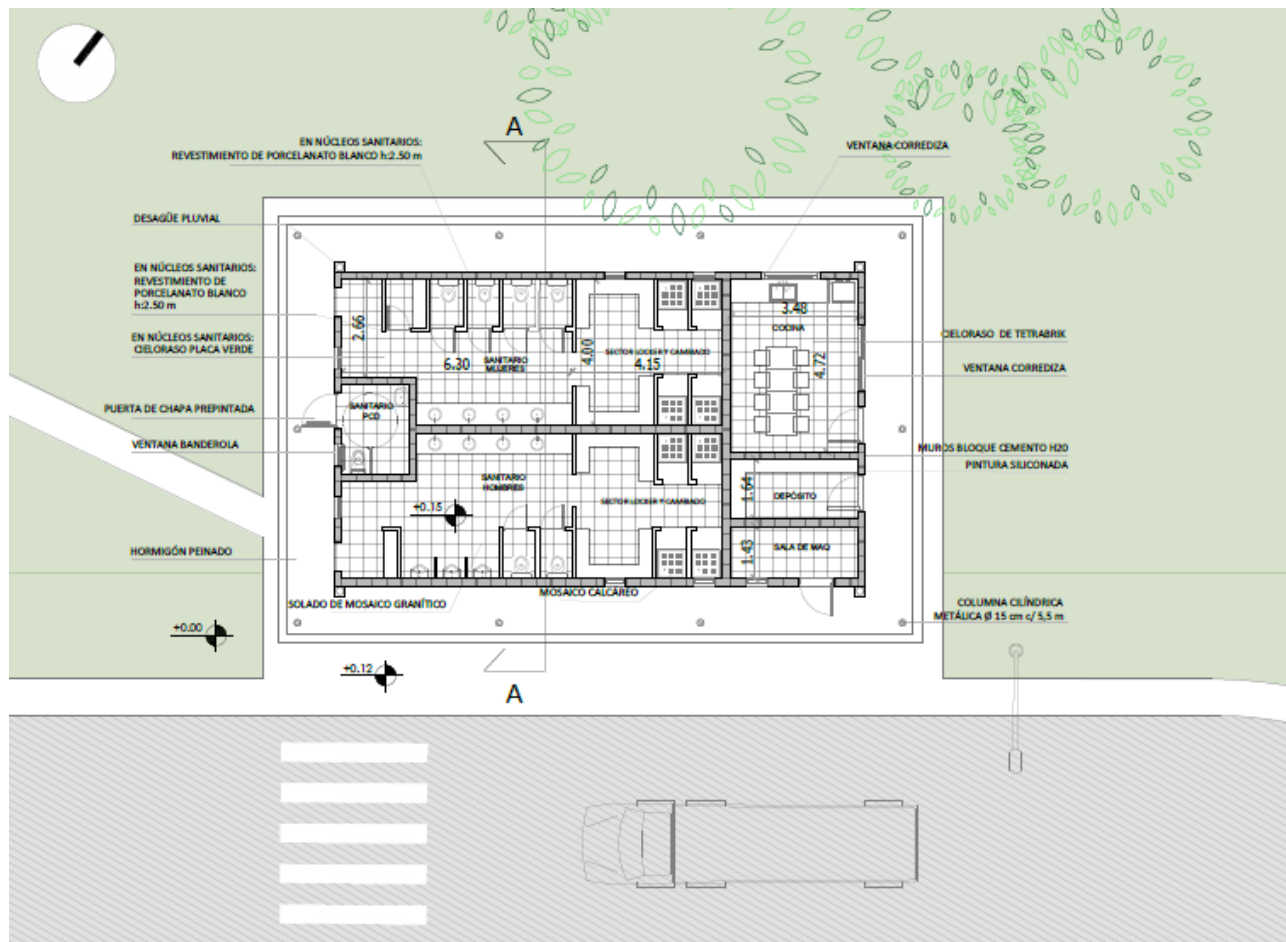 A
EN NÚCLEOS SANITARIOS:
REVESTIMIENTO DE PORCELANATO BLANCO h:2.50 m
VENTANA CORREDIZA
DESAGÜE PLUVIAL
EN NÚCLEOS SANITARIOS:
REVESTIMIENTO DE
PORCELANATO BLANCO
h:2.50 m
EN NÚCLEOS SANITARIOS:
CIELORASO PLACA VERDE
PUERTA DE CHAPA PREPINTADA
VENTANA BANDEROLA
HORMIGÓN PEINADO
2.66
6.30
SANITARIO
MUJERES
4.00
SECTOR LOCKER Y CAMBIADO
4.15
3.48
COCINA
4.72
CIELORASO DE TETRABRIK
VENTANA CORREDIZA
SANITARIO
PCD
MUROS BLOQUE CEMENTO H20
PINTURA SILICONADA
SANITARIO
HOMBRES
SECTOR LOCKER Y CAMBIADO
+0.15
1.64
DEPÓSITO
1.43
SALA DE MAQ
SOLADO DE MOSAICO GRANÍTICO
MOSAICO CALCÁREO
COLUMNA CILÍNDRICA
METÁLICA Ø 15 cm c/ 5,5 m
+0.00
+0.12
A